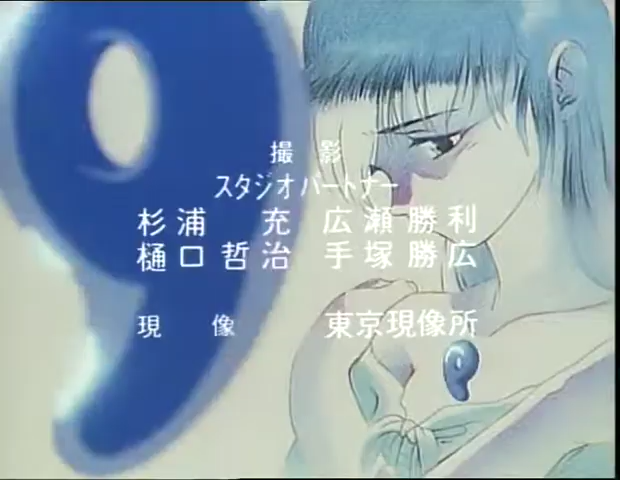 撮 影
スタジオパートナー
杉浦 充 広瀬勝利
樋口哲治 手塚勝広
現 像 東京現像所